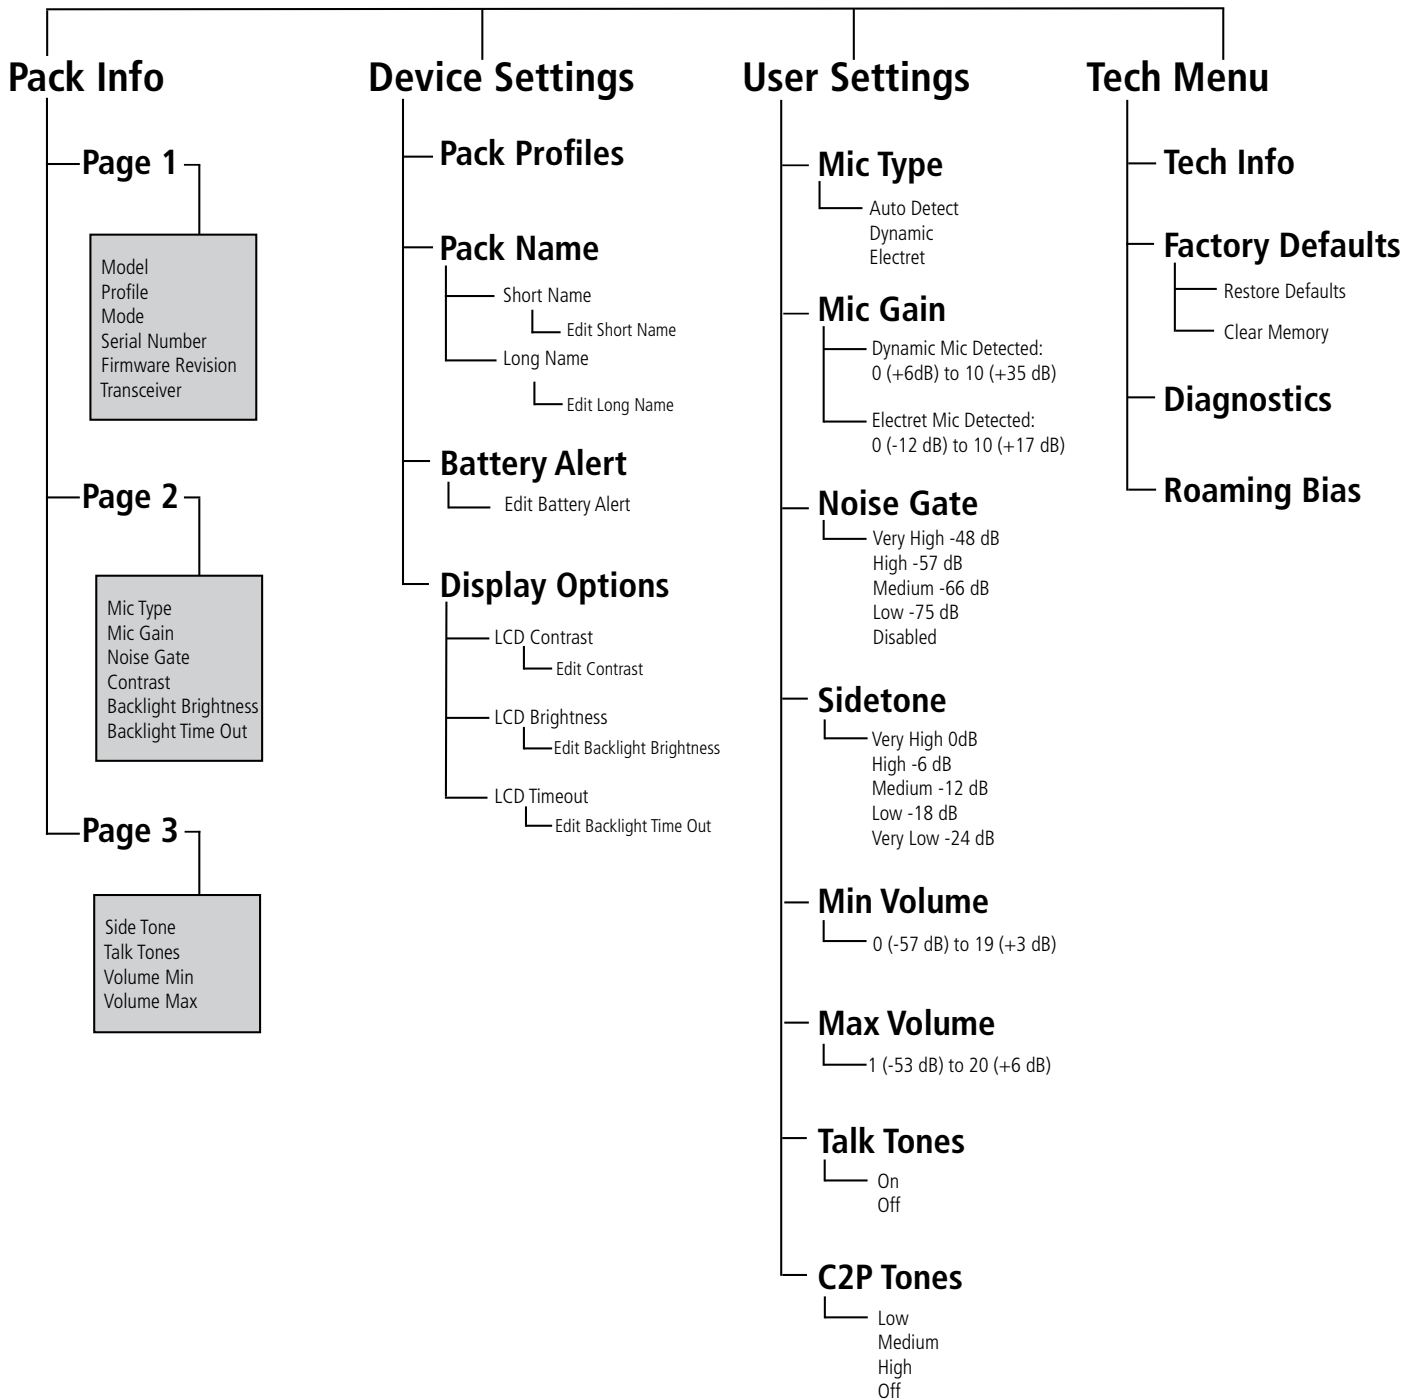 Pack Info
Page 1
Model
Profile
Mode
Serial Number
Firmware Revision
Transceiver
Page 2
Mic Type
Mic Gain
Noise Gate
Contrast
Backlight Brightness
Backlight Time Out
Page 3
Side Tone
Talk Tones
Volume Min
Volume Max
Device Settings
Pack Profiles
Pack Name
Short Name
Edit Short Name
Long Name
Edit Long Name
Battery Alert
Edit Battery Alert
Display Options
LCD Contrast
Edit Contrast
LCD Brightness
Edit Backlight Brightness
LCD Timeout
Edit Backlight Time Out
User Settings
Mic Type
Auto Detect
Dynamic
Electret
Mic Gain
Dynamic Mic Detected:
0 (+6dB) to 10 (+35 dB)
Electret Mic Detected:
0 (-12 dB) to 10 (+17 dB)
Noise Gate
Very High -48 dB
High -57 dB
Medium -66 dB
Low -75 dB
Disabled
Sidetone
Very High 0dB
High -6 dB
Medium -12 dB
Low -18 dB
Very Low -24 dB
Min Volume
0 (-57 dB) to 19 (+3 dB)
Max Volume
1 (-53 dB) to 20 (+6 dB)
Talk Tones
On
Off
C2P Tones
Low
Medium
High
Off
Tech Menu
Tech Info
Factory Defaults
Restore Defaults
Clear Memory
Diagnostics
Roaming Bias